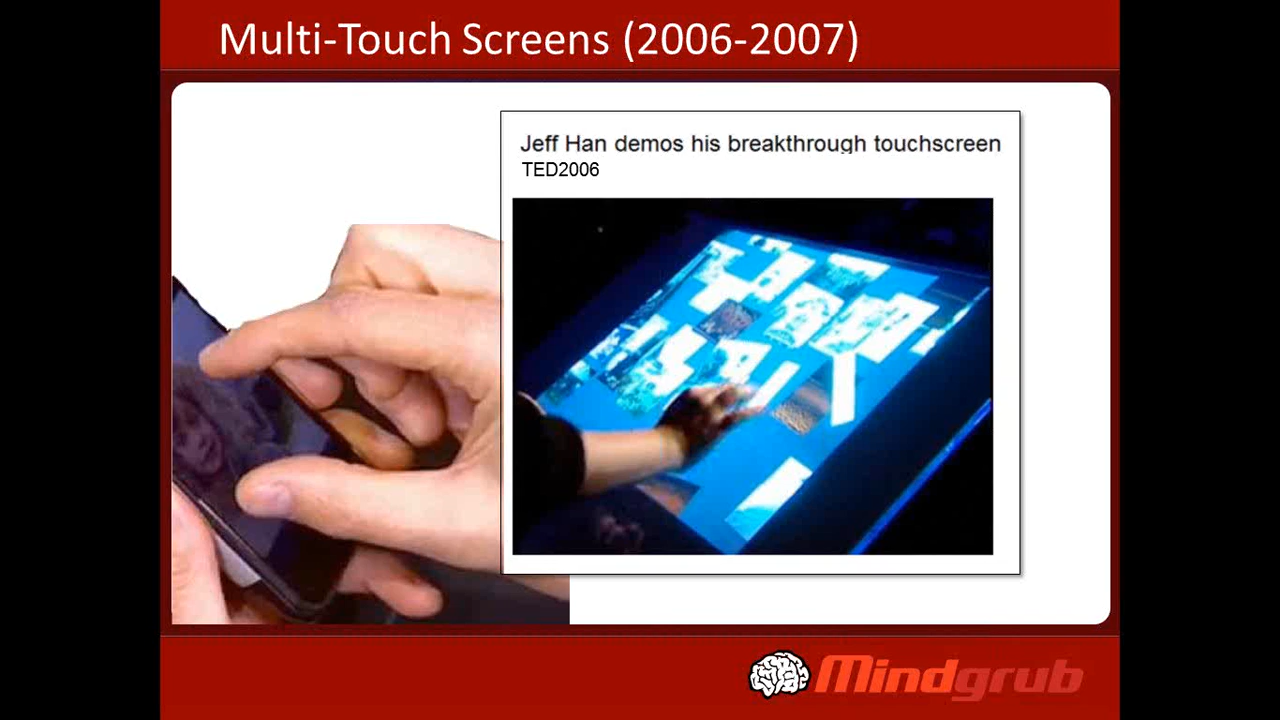 Multi-Touch Screens (2006-2007)
Jeff Han demos his breakthrough touchscreen
TED2006
Mindgrub